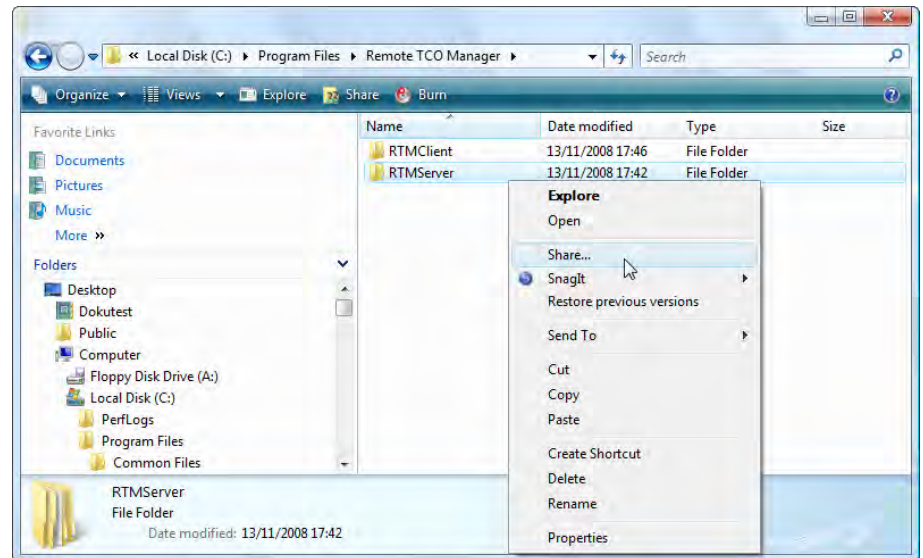 « Local Disk (C:) ▸ Program Files ▸ Remote TCO Manager ▸ Search
Organize Views Explore Share Burn
Favorite Links
Documents
Pictures
Music
More »
Folders
Desktop
Dokutest
Public
Computer
Floppy Disk Drive (A:)
Local Disk (C:)
PerfLogs
Program Files
Common Files
Name Date modified Type Size
RTMClient 13/11/2008 17:46 File Folder
RTMServer 13/11/2008 17:42 File Folder
Explore
Open
Share...
SnagIt
Restore previous versions
Send To
Cut
Copy
Paste
Create Shortcut
Delete
Rename
Properties
RTMServer
File Folder
Date modified: 13/11/2008 17:42